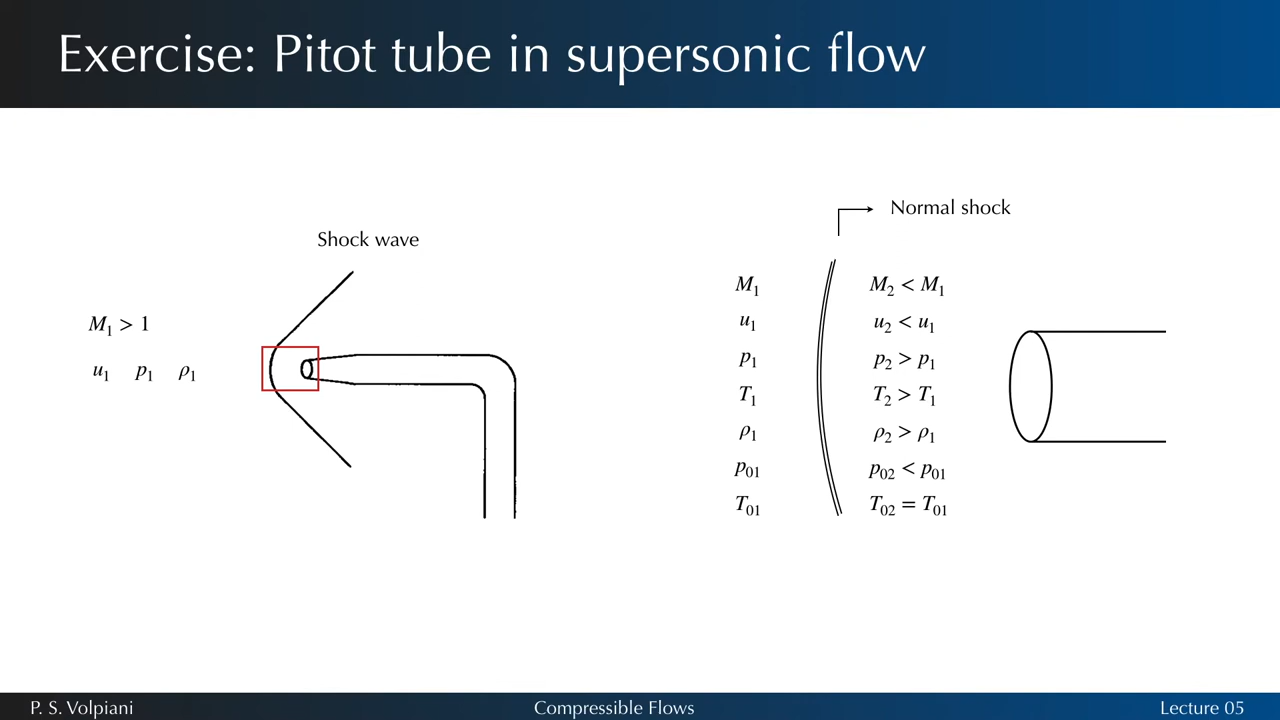 Exercise: Pitot tube in supersonic flow
Shock wave
M₁ > 1
u₁ p₁ ρ₁
Normal shock
M₁ M₂ < M₁
u₁ u₂ < u₁
p₁ p₂ > p₁
T₁ T₂ > T₁
ρ₁ ρ₂ > ρ₁
p₀₁ p₀₂ < p₀₁
T₀₁ T₀₂ = T₀₁
P. S. Volpiani Compressible Flows Lecture 05